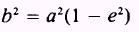 b² = a²(1 − e²)